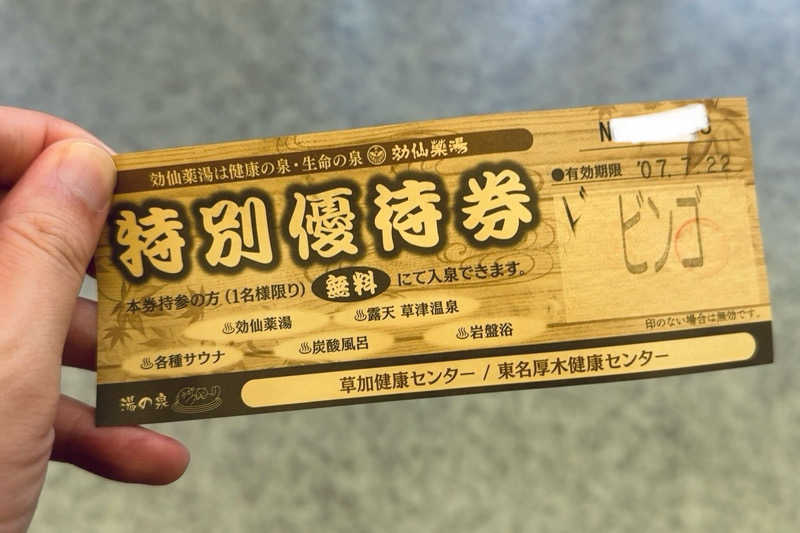 効仙薬湯は健康の泉・生命の泉 効仙薬湯
特別優待券
本券持参の方(1名様限り)無料にて入泉できます。
♨効仙薬湯 ♨露天 草津温泉
♨各種サウナ ♨炭酸風呂 ♨岩盤浴
湯の泉 草加健康センター / 東名厚木健康センター
N
●有効期限 '07.7.22
ビンゴ
印のない場合は無効です。